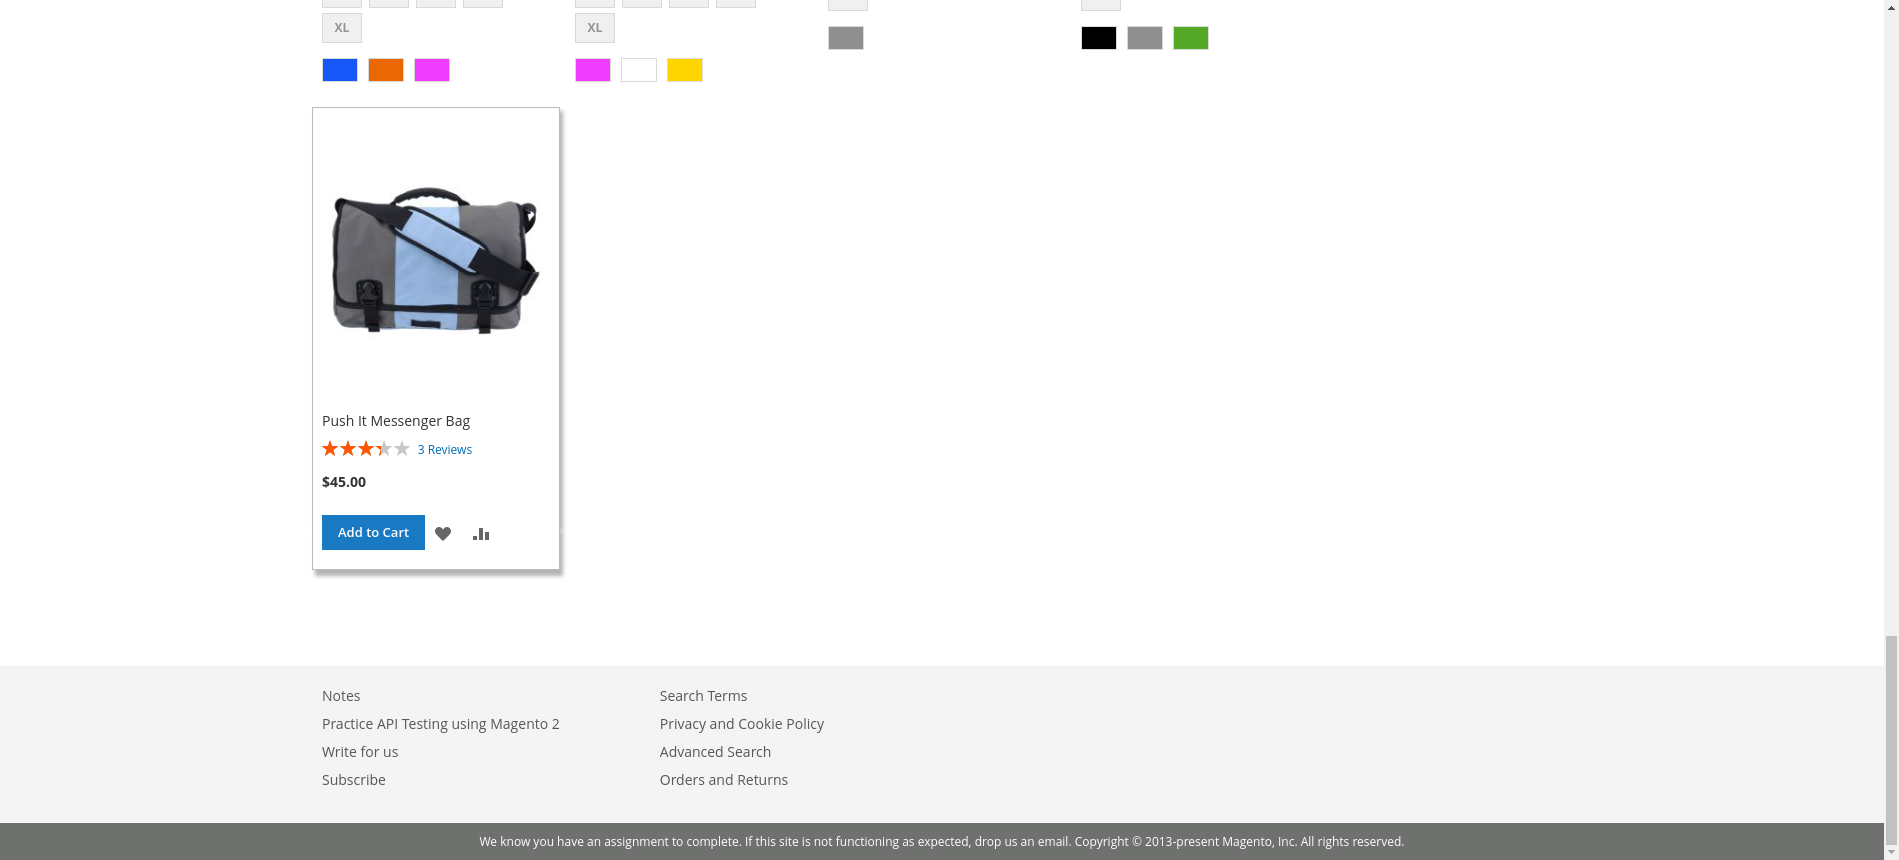 XL
XL
Push It Messenger Bag
3 Reviews
$45.00
Add to Cart
Notes
Search Terms
Practice API Testing using Magento 2
Privacy and Cookie Policy
Write for us
Advanced Search
Subscribe
Orders and Returns
We know you have an assignment to complete. If this site is not functioning as expected, drop us an email. Copyright © 2013-present Magento, Inc. All rights reserved.